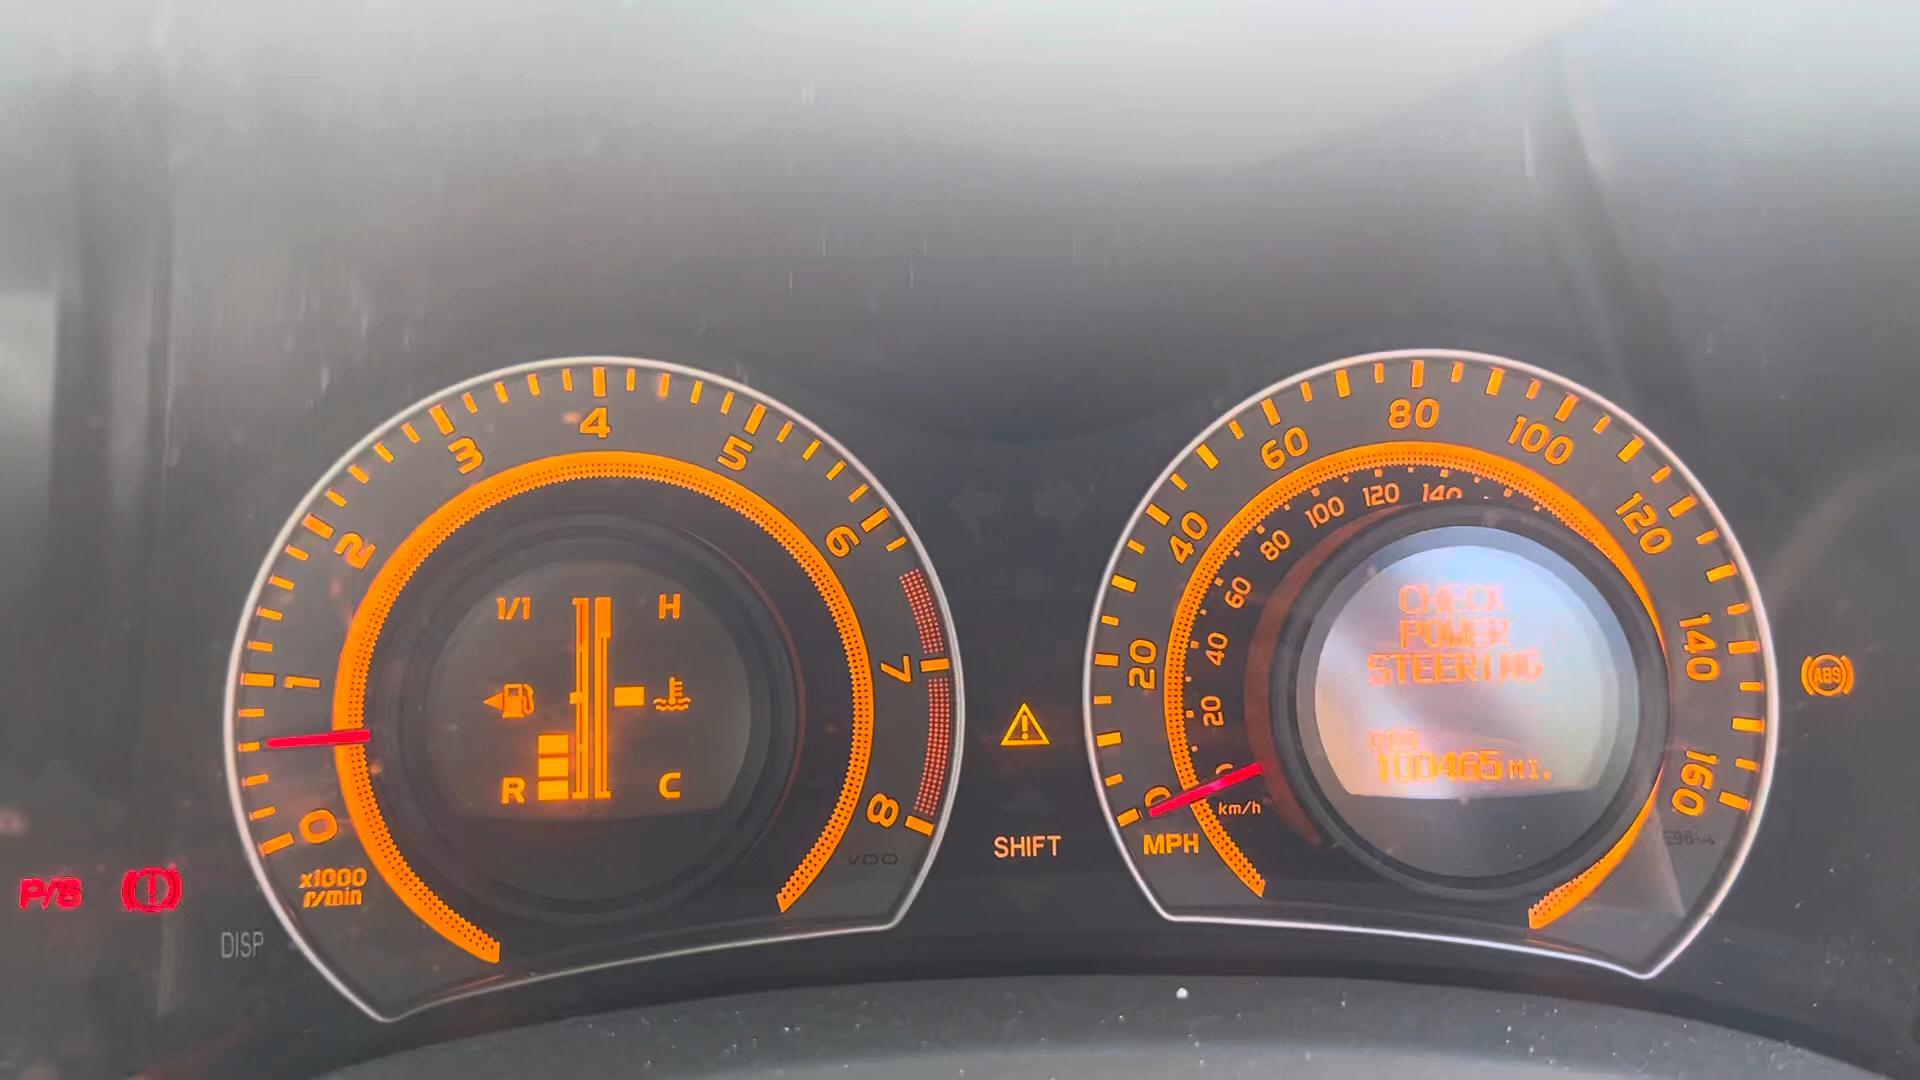 0
1
2
3
4
5
6
7
8
x1000
r/min
1/1
H
R
C
VDO
P/S
DISP
ABS
SHIFT
0
20
40
60
80
100
120
140
160
20
40
60
80
100
120
140
km/h
MPH
CHECK
POWER
STEERING
ODO
100465 MI.